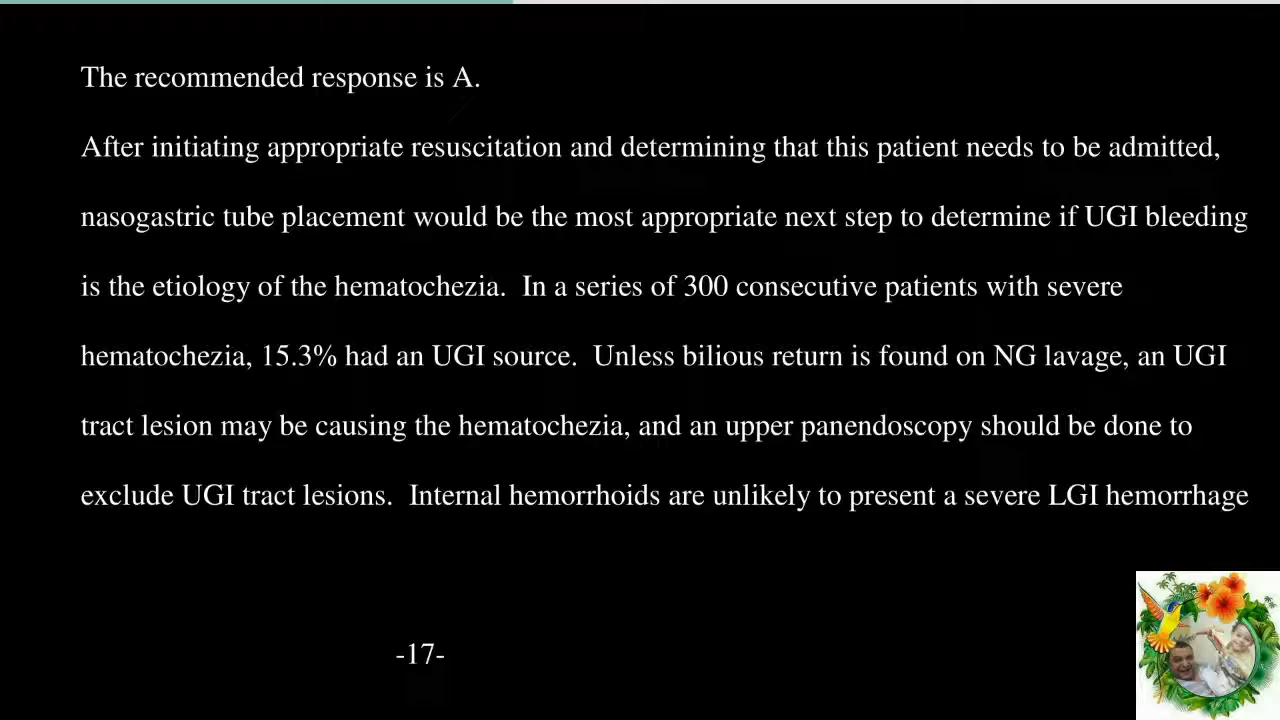 The recommended response is A.
After initiating appropriate resuscitation and determining that this patient needs to be admitted,
nasogastric tube placement would be the most appropriate next step to determine if UGI bleeding
is the etiology of the hematochezia.  In a series of 300 consecutive patients with severe
hematochezia, 15.3% had an UGI source.  Unless bilious return is found on NG lavage, an UGI
tract lesion may be causing the hematochezia, and an upper panendoscopy should be done to
exclude UGI tract lesions.  Internal hemorrhoids are unlikely to present a severe LGI hemorrhage
-17-